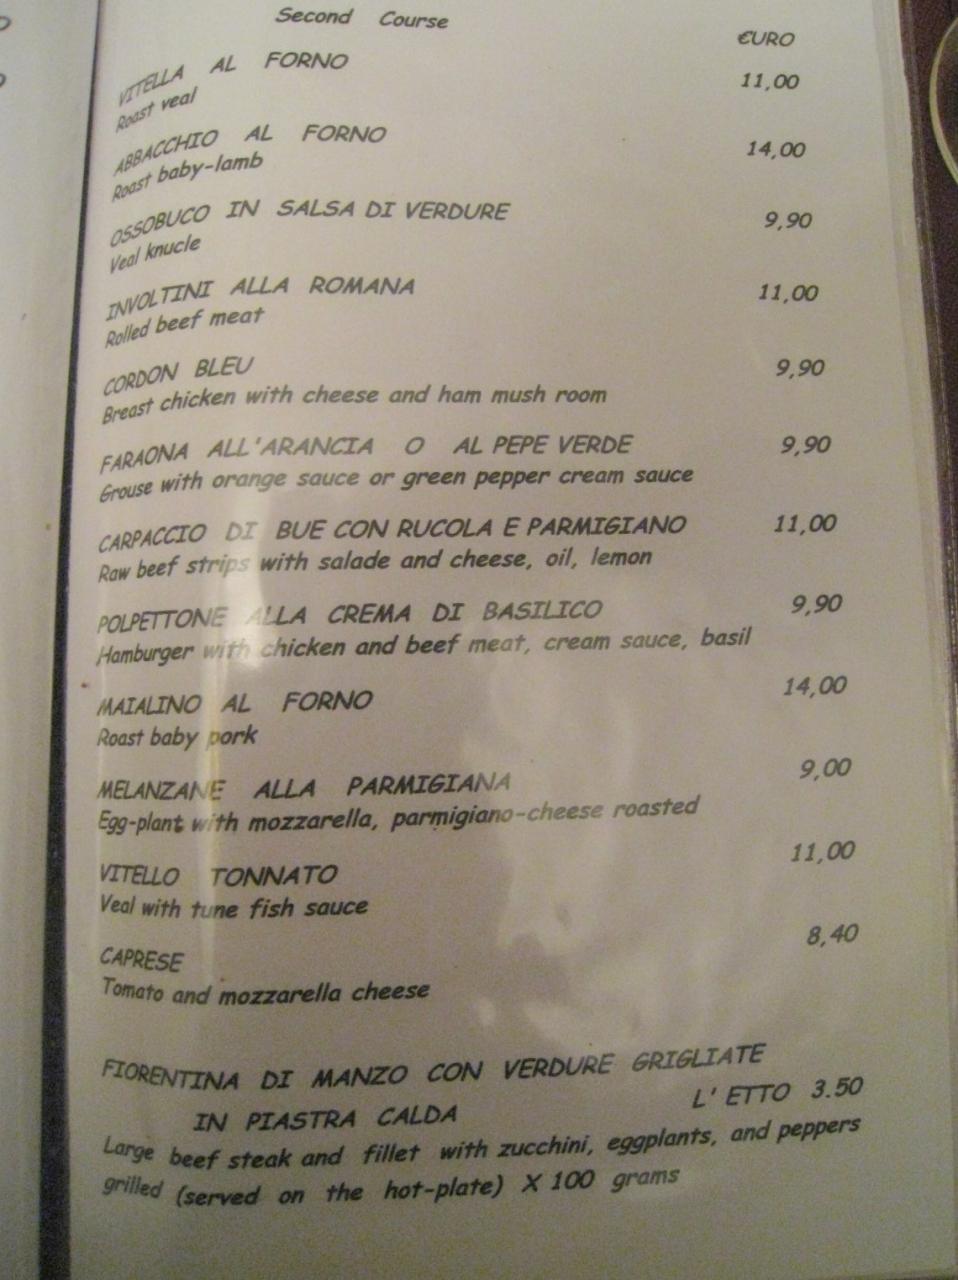 Second Course
€URO
VITELLA AL FORNO 11,00
Roast veal
ABBACCHIO AL FORNO 14,00
Roast baby-lamb
OSSOBUCO IN SALSA DI VERDURE 9,90
Veal knucle
INVOLTINI ALLA ROMANA 11,00
Rolled beef meat
CORDON BLEU 9,90
Breast chicken with cheese and ham mush room
FARAONA ALL'ARANCIA O AL PEPE VERDE 9,90
Grouse with orange sauce or green pepper cream sauce
CARPACCIO DI BUE CON RUCOLA E PARMIGIANO 11,00
Raw beef strips with salade and cheese, oil, lemon
POLPETTONE ALLA CREMA DI BASILICO 9,90
Hamburger with chicken and beef meat, cream sauce, basil
MAIALINO AL FORNO 14,00
Roast baby pork
MELANZANE ALLA PARMIGIANA 9,00
Egg-plant with mozzarella, parmigiano-cheese roasted
VITELLO TONNATO 11,00
Veal with tune fish sauce
CAPRESE 8,40
Tomato and mozzarella cheese
FIORENTINA DI MANZO CON VERDURE GRIGLIATE
IN PIASTRA CALDA L' ETTO 3.50
Large beef steak and fillet with zucchini, eggplants, and peppers
grilled (served on the hot-plate) X 100 grams